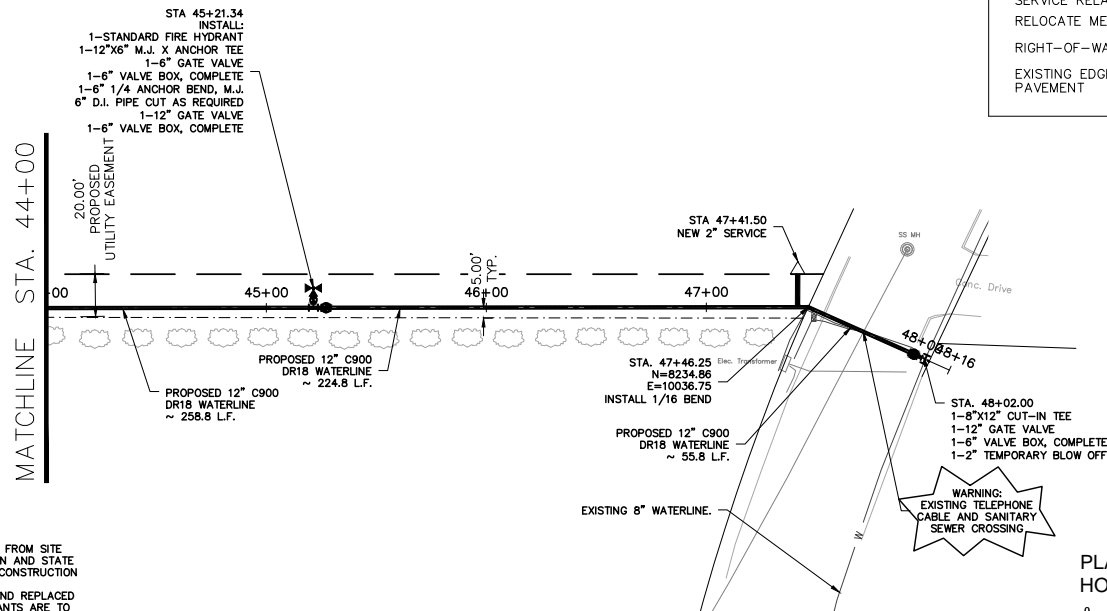 STA 45+21.34
INSTALL:
1-STANDARD FIRE HYDRANT
1-12"X6" M.J. X ANCHOR TEE
1-6" GATE VALVE
1-6" VALVE BOX, COMPLETE
1-6" 1/4 ANCHOR BEND, M.J.
6" D.I. PIPE CUT AS REQUIRED
1-12" GATE VALVE
1-6" VALVE BOX, COMPLETE
SERVICE RELA
RELOCATE ME
RIGHT-OF-WA
EXISTING EDG
PAVEMENT
MATCHLINE STA. 44+00
20.00'
PROPOSED
UTILITY EASEMENT
00
45+00
46+00
47+00
5.00'
TYP.
STA 47+41.50
NEW 2" SERVICE
SS MH
Conc. Drive
48+00
48+16
PROPOSED 12" C900
DR18 WATERLINE
~ 258.8 L.F.
PROPOSED 12" C900
DR18 WATERLINE
~ 224.8 L.F.
STA. 47+46.25
N=8234.86
E=10036.75
INSTALL 1/16 BEND
Elec. Transformer
PROPOSED 12" C900
DR18 WATERLINE
~ 55.8 L.F.
STA. 48+02.00
1-8"X12" CUT-IN TEE
1-12" GATE VALVE
1-6" VALVE BOX, COMPLETE
1-2" TEMPORARY BLOW OFF
WARNING:
EXISTING TELEPHONE
CABLE AND SANITARY
SEWER CROSSING
EXISTING 8" WATERLINE.
W
FROM SITE
N AND STATE
CONSTRUCTION
ND REPLACED
ANTS ARE TO
PLA
HO
0